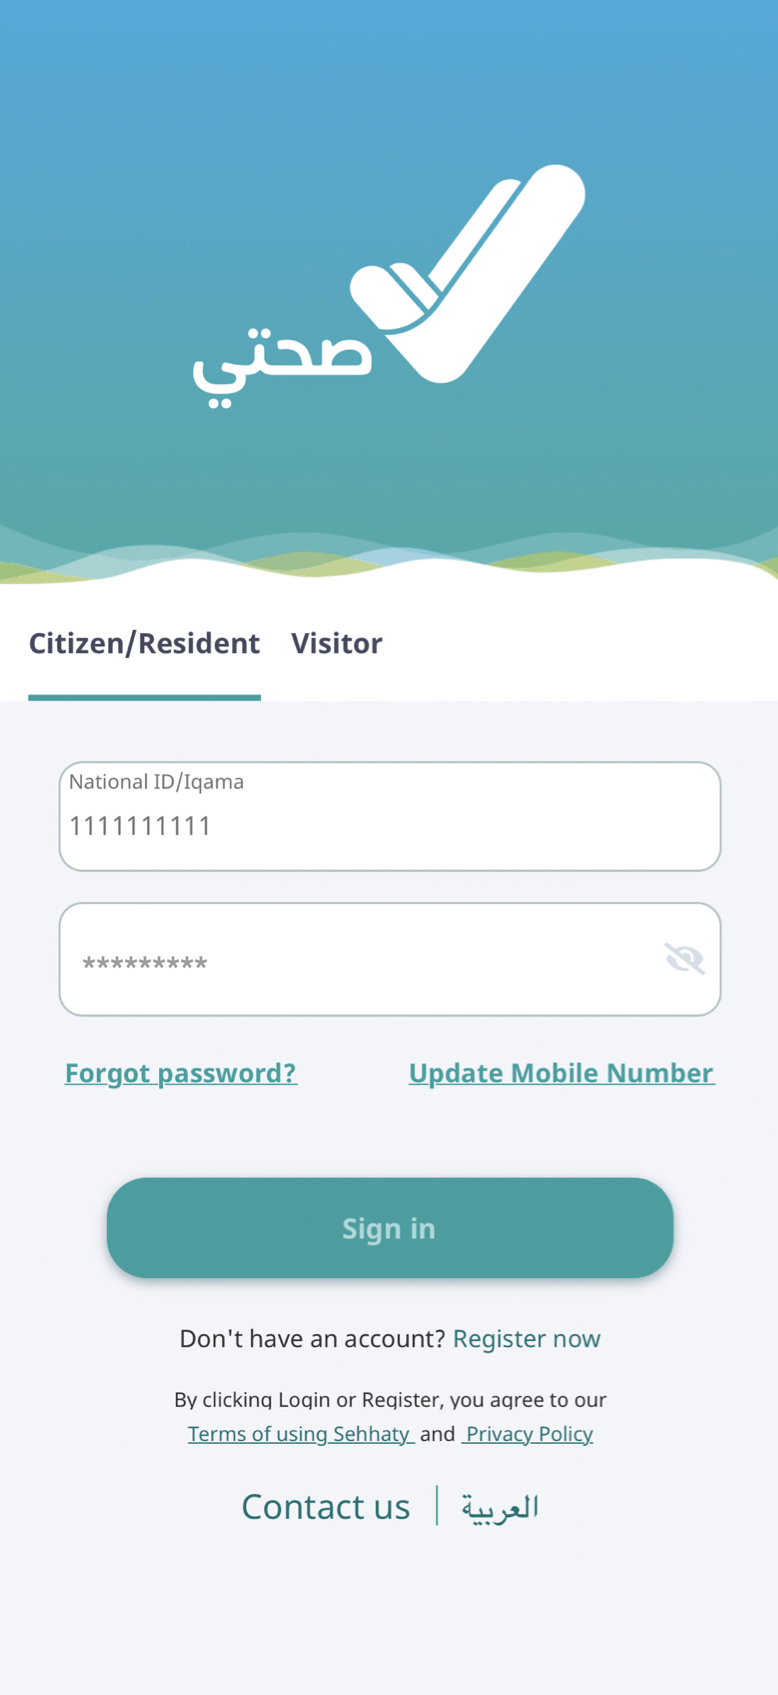 صحتي
Citizen/Resident Visitor
National ID/Iqama
1111111111
*********
Forgot password? Update Mobile Number
Sign in
Don't have an account? Register now
By clicking Login or Register, you agree to our
Terms of using Sehhaty and Privacy Policy
Contact us | العربية